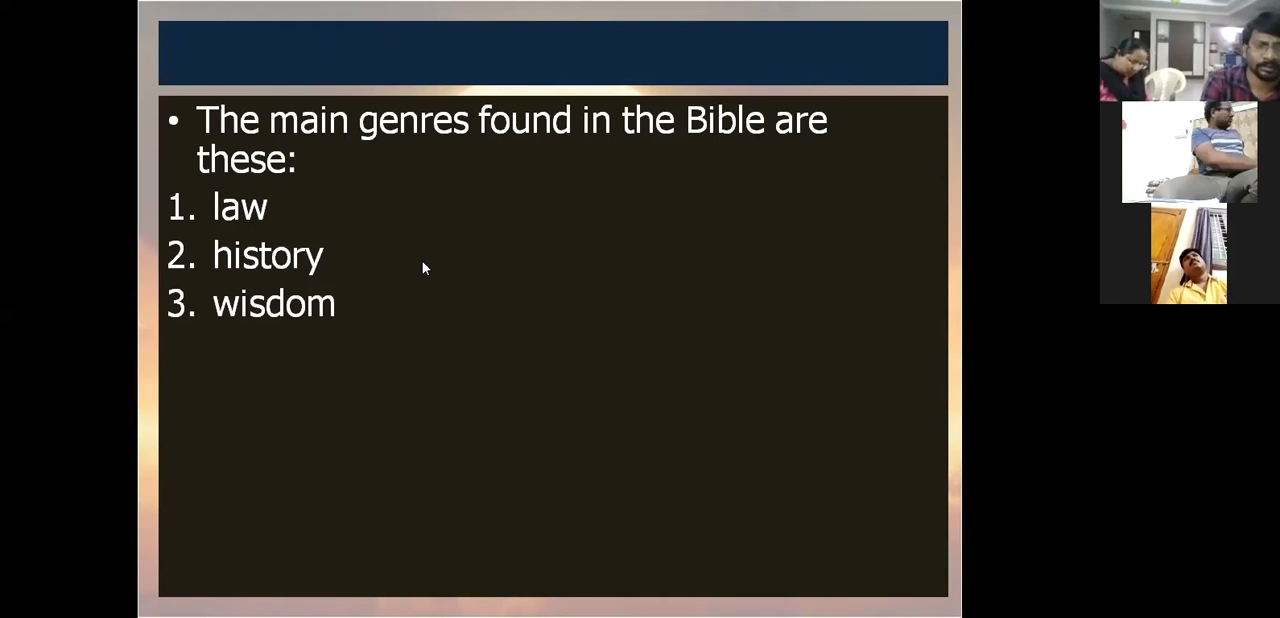 • The main genres found in the Bible are
these:
1. law
2. history
3. wisdom